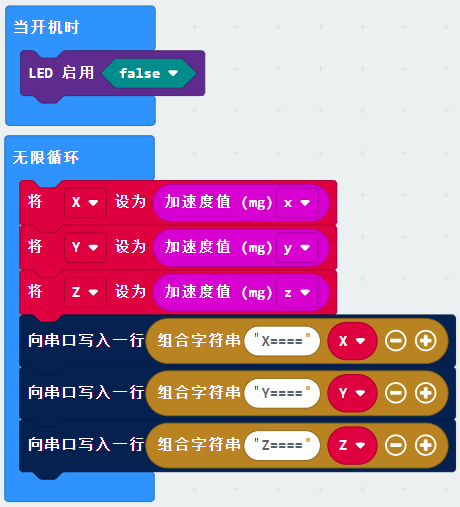 当开机时
LED 启用 false
无限循环
将 X 设为 加速度值 (mg) x
将 Y 设为 加速度值 (mg) y
将 Z 设为 加速度值 (mg) z
向串口写入一行 组合字符串 "X====" X
向串口写入一行 组合字符串 "Y====" Y
向串口写入一行 组合字符串 "Z====" Z